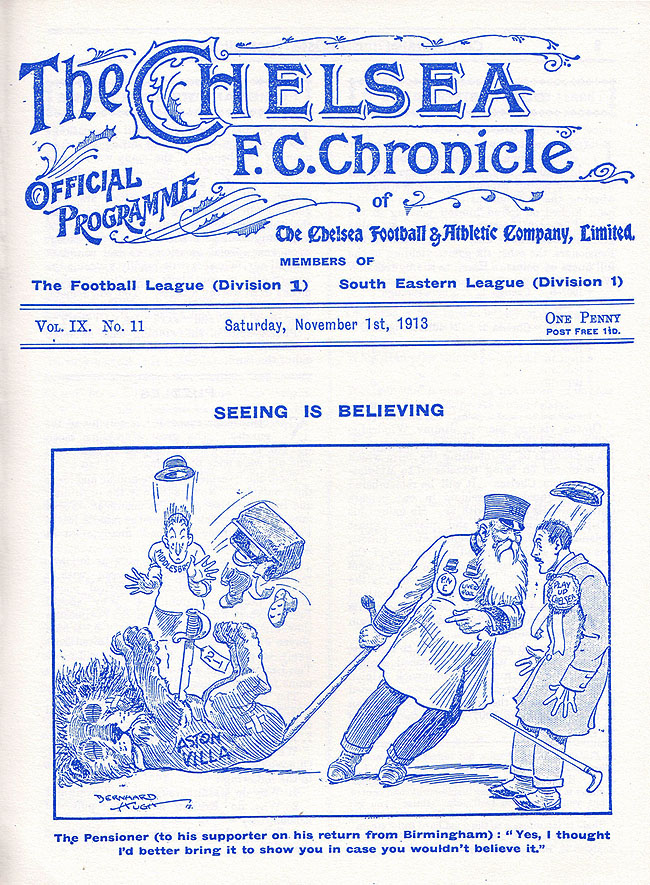 The CHELSEA
F.C. Chronicle
OFFICIAL
PROGRAMME
of
The Chelsea Football & Athletic Company, Limited.
MEMBERS OF
The Football League (Division 1) South Eastern League (Division 1)
VOL. IX. No. 11 Saturday, November 1st, 1913 ONE PENNY
POST FREE 1½D.
SEEING IS BELIEVING
PLAY
UP
CHELSEA
ASTON
VILLA
BERNHARD
HUGH
The Pensioner (to his supporter on his return from Birmingham) : "Yes, I thought
I'd better bring it to show you in case you wouldn't believe it."